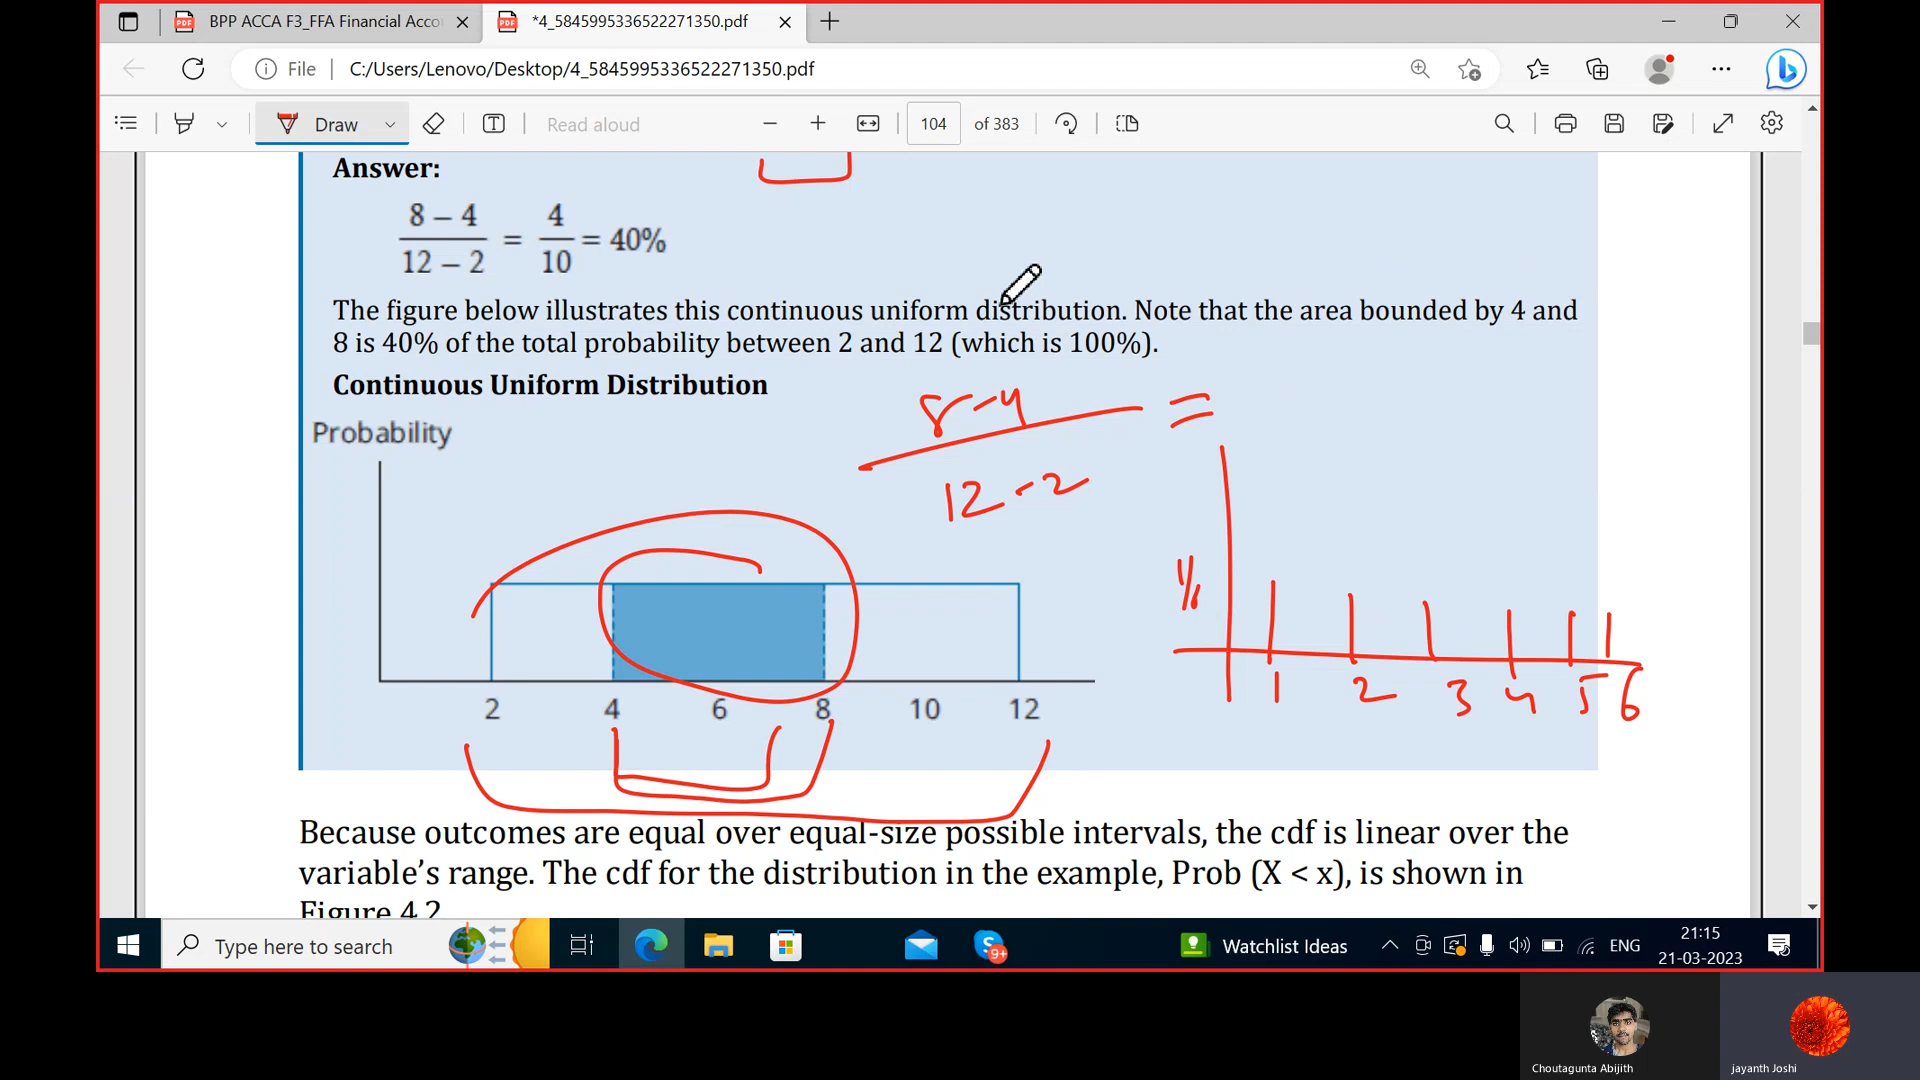 BPP ACCA F3_FFA Financial Acco
*4_5845995336522271350.pdf
File
C:/Users/Lenovo/Desktop/4_5845995336522271350.pdf
Draw
Read aloud
104
of 383
Answer:
8 – 4
12 – 2
=
4
10
= 40%
The figure below illustrates this continuous uniform distribution. Note that the area bounded by 4 and
8 is 40% of the total probability between 2 and 12 (which is 100%).
Continuous Uniform Distribution
Probability
8-4
12-2
=
2 4 6 8 10 12
1 2 3 4 5 6
Because outcomes are equal over equal-size possible intervals, the cdf is linear over the
variable’s range. The cdf for the distribution in the example, Prob (X < x), is shown in
Figure 4.2
Type here to search
9+
Watchlist Ideas
ENG
21:15
21-03-2023
Choutagunta Abijith
jayanth Joshi